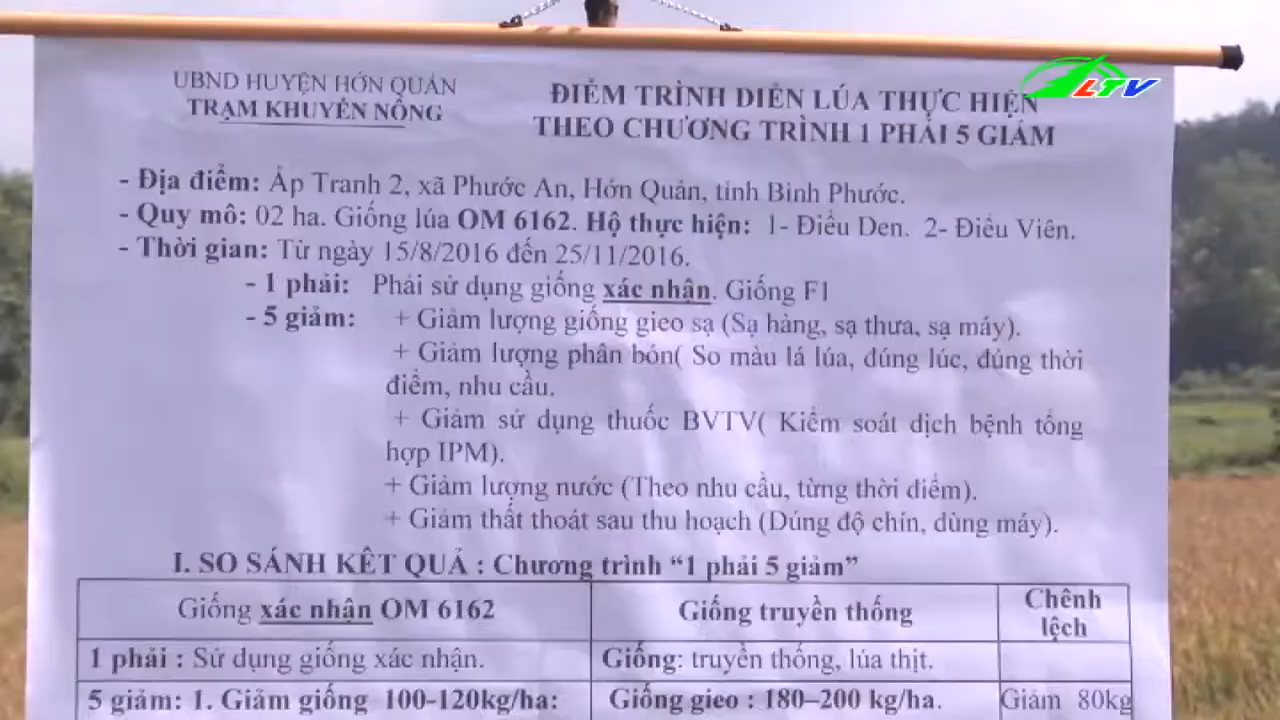 UBND HUYỆN HỚN QUẢN
TRẠM KHUYẾN NÔNG
ĐIỂM TRÌNH DIỄN LÚA THỰC HIỆN
THEO CHƯƠNG TRÌNH 1 PHẢI 5 GIẢM
LTV
- Địa điểm: Ấp Tranh 2, xã Phước An, Hớn Quản, tỉnh Bình Phước.
- Quy mô: 02 ha. Giống lúa OM 6162. Hộ thực hiện: 1- Điểu Den. 2- Điểu Viên.
- Thời gian: Từ ngày 15/8/2016 đến 25/11/2016.
- 1 phải: Phải sử dụng giống xác nhận. Giống F1
- 5 giảm: + Giảm lượng giống gieo sạ (Sạ hàng, sạ thưa, sạ máy).
+ Giảm lượng phân bón( So màu lá lúa, đúng lúc, đúng thời
điểm, nhu cầu.
+ Giảm sử dụng thuốc BVTV( Kiểm soát dịch bệnh tổng
hợp IPM).
+ Giảm lượng nước (Theo nhu cầu, từng thời điểm).
+ Giảm thất thoát sau thu hoạch (Đúng độ chín, dùng máy).
I. SO SÁNH KẾT QUẢ : Chương trình “1 phải 5 giảm”
Giống xác nhận OM 6162 Giống truyền thống Chênh
lệch
1 phải : Sử dụng giống xác nhận. Giống: truyền thống, lúa thịt.
5 giảm: 1. Giảm giống 100-120kg/ha: Giống gieo : 180–200 kg/ha. Giảm 80kg